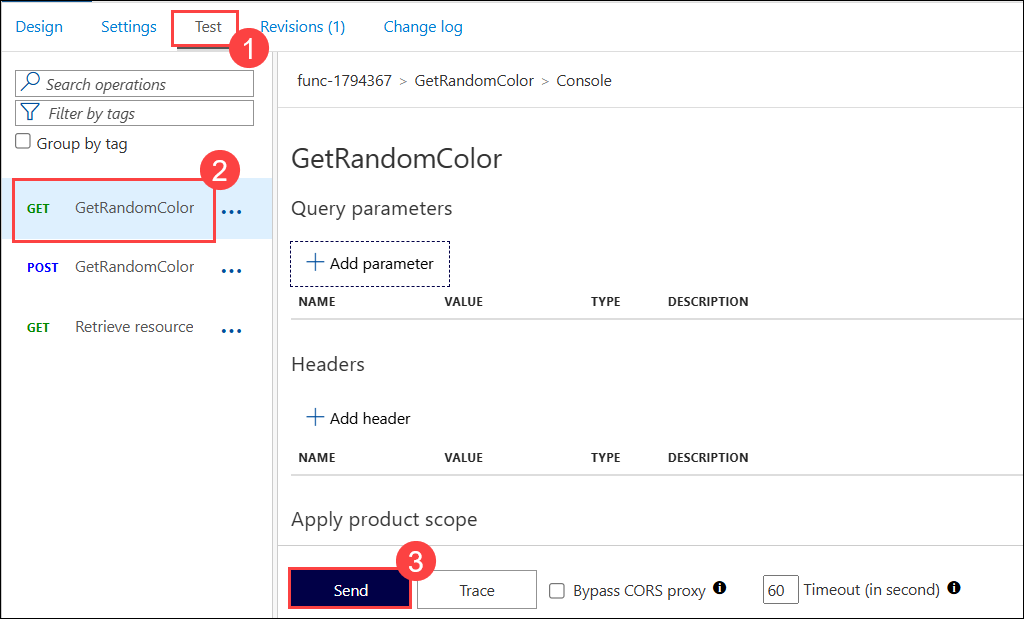 Design Settings Test Revisions (1) Change log
1
Search operations
Filter by tags
Group by tag
2
GET GetRandomColor ...
POST GetRandomColor ...
GET Retrieve resource ...
func-1794367 > GetRandomColor > Console
GetRandomColor
Query parameters
+ Add parameter
NAME VALUE TYPE DESCRIPTION
Headers
+ Add header
NAME VALUE TYPE DESCRIPTION
Apply product scope
3
Send Trace Bypass CORS proxy 60 Timeout (in second)